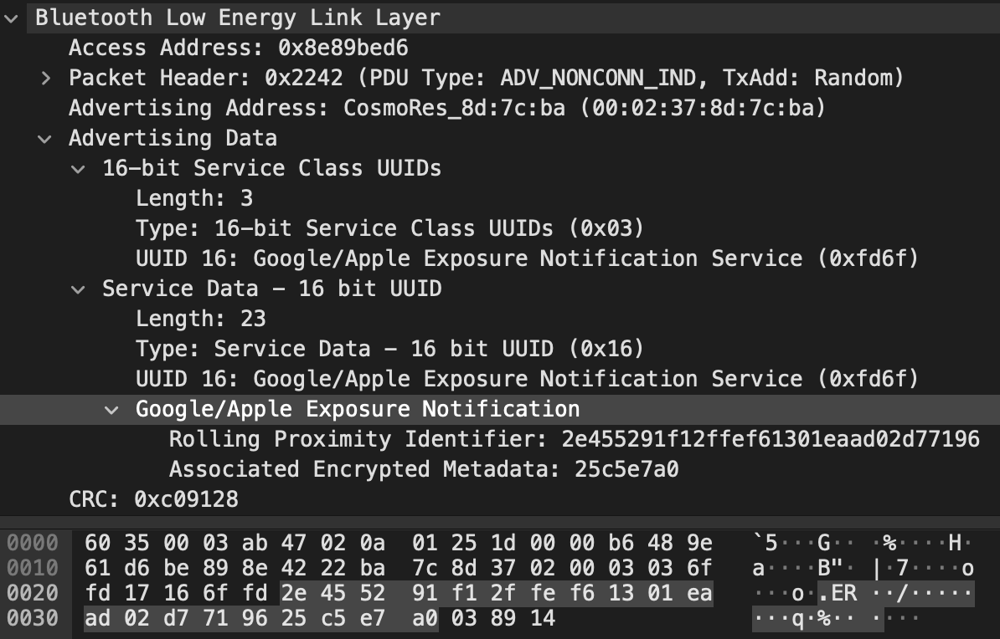 Bluetooth Low Energy Link Layer
Access Address: 0x8e89bed6
Packet Header: 0x2242 (PDU Type: ADV_NONCONN_IND, TxAdd: Random)
Advertising Address: CosmoRes_8d:7c:ba (00:02:37:8d:7c:ba)
Advertising Data
16-bit Service Class UUIDs
Length: 3
Type: 16-bit Service Class UUIDs (0x03)
UUID 16: Google/Apple Exposure Notification Service (0xfd6f)
Service Data - 16 bit UUID
Length: 23
Type: Service Data - 16 bit UUID (0x16)
UUID 16: Google/Apple Exposure Notification Service (0xfd6f)
Google/Apple Exposure Notification
Rolling Proximity Identifier: 2e455291f12ffef61301eaad02d77196
Associated Encrypted Metadata: 25c5e7a0
CRC: 0xc09128
0000 60 35 00 03 ab 47 02 0a 01 25 1d 00 00 b6 48 9e `5···G·· ·%····H·
0010 61 d6 be 89 8e 42 22 ba 7c 8d 37 02 00 03 03 6f a····B"· |·7····o
0020 fd 17 16 6f fd 2e 45 52 91 f1 2f fe f6 13 01 ea ···o·.ER ··/·····
0030 ad 02 d7 71 96 25 c5 e7 a0 03 89 14 ···q·%·· ····